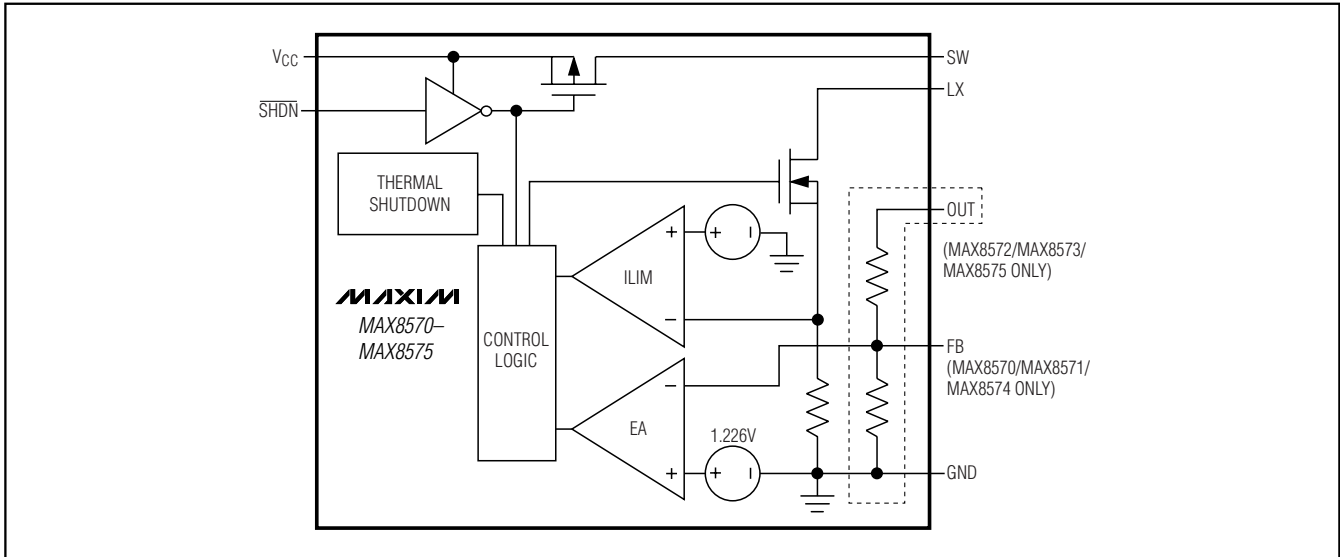 VCC
SW
LX
SHDN
THERMAL
SHUTDOWN
OUT
(MAX8572/MAX8573/
MAX8575 ONLY)
+
+ −
ILIM
−
MAXIM
MAX8570–
MAX8575
CONTROL
LOGIC
FB
(MAX8570/MAX8571/
MAX8574 ONLY)
−
EA
1.226V
+
+ −
GND